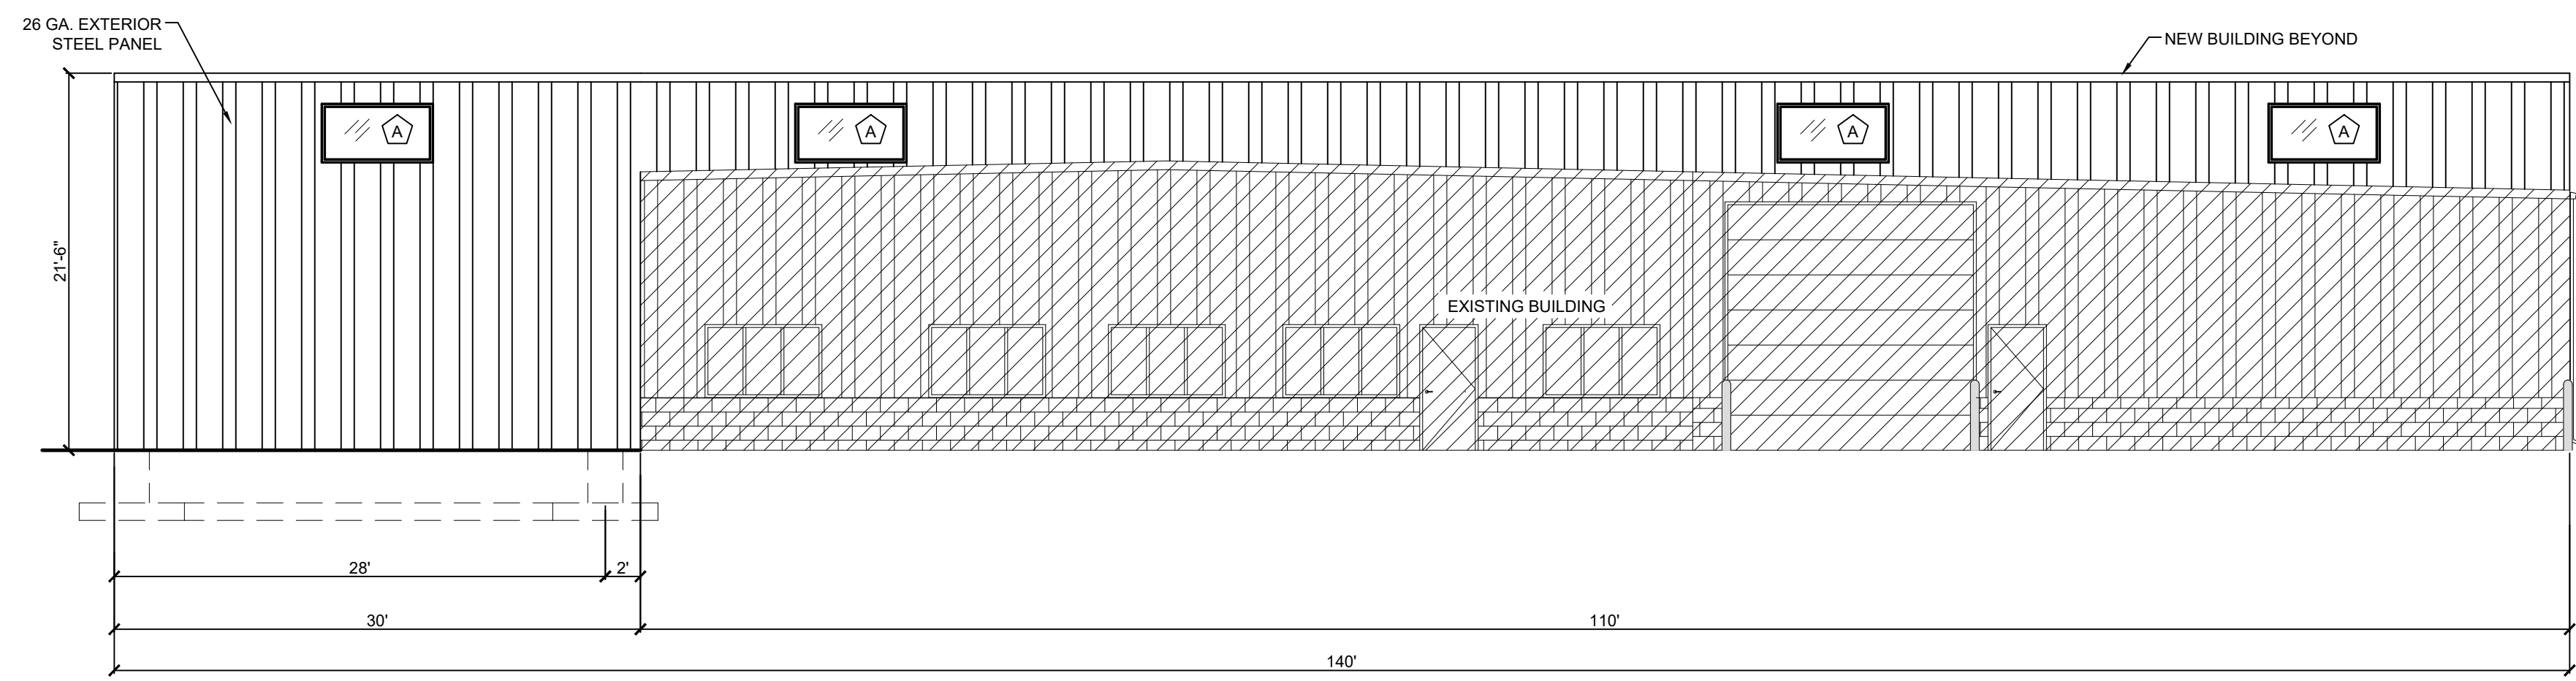 26 GA. EXTERIOR
STEEL PANEL
NEW BUILDING BEYOND
A
A
A
A
21'-6"
EXISTING BUILDING
28'
2'
30'
110'
140'